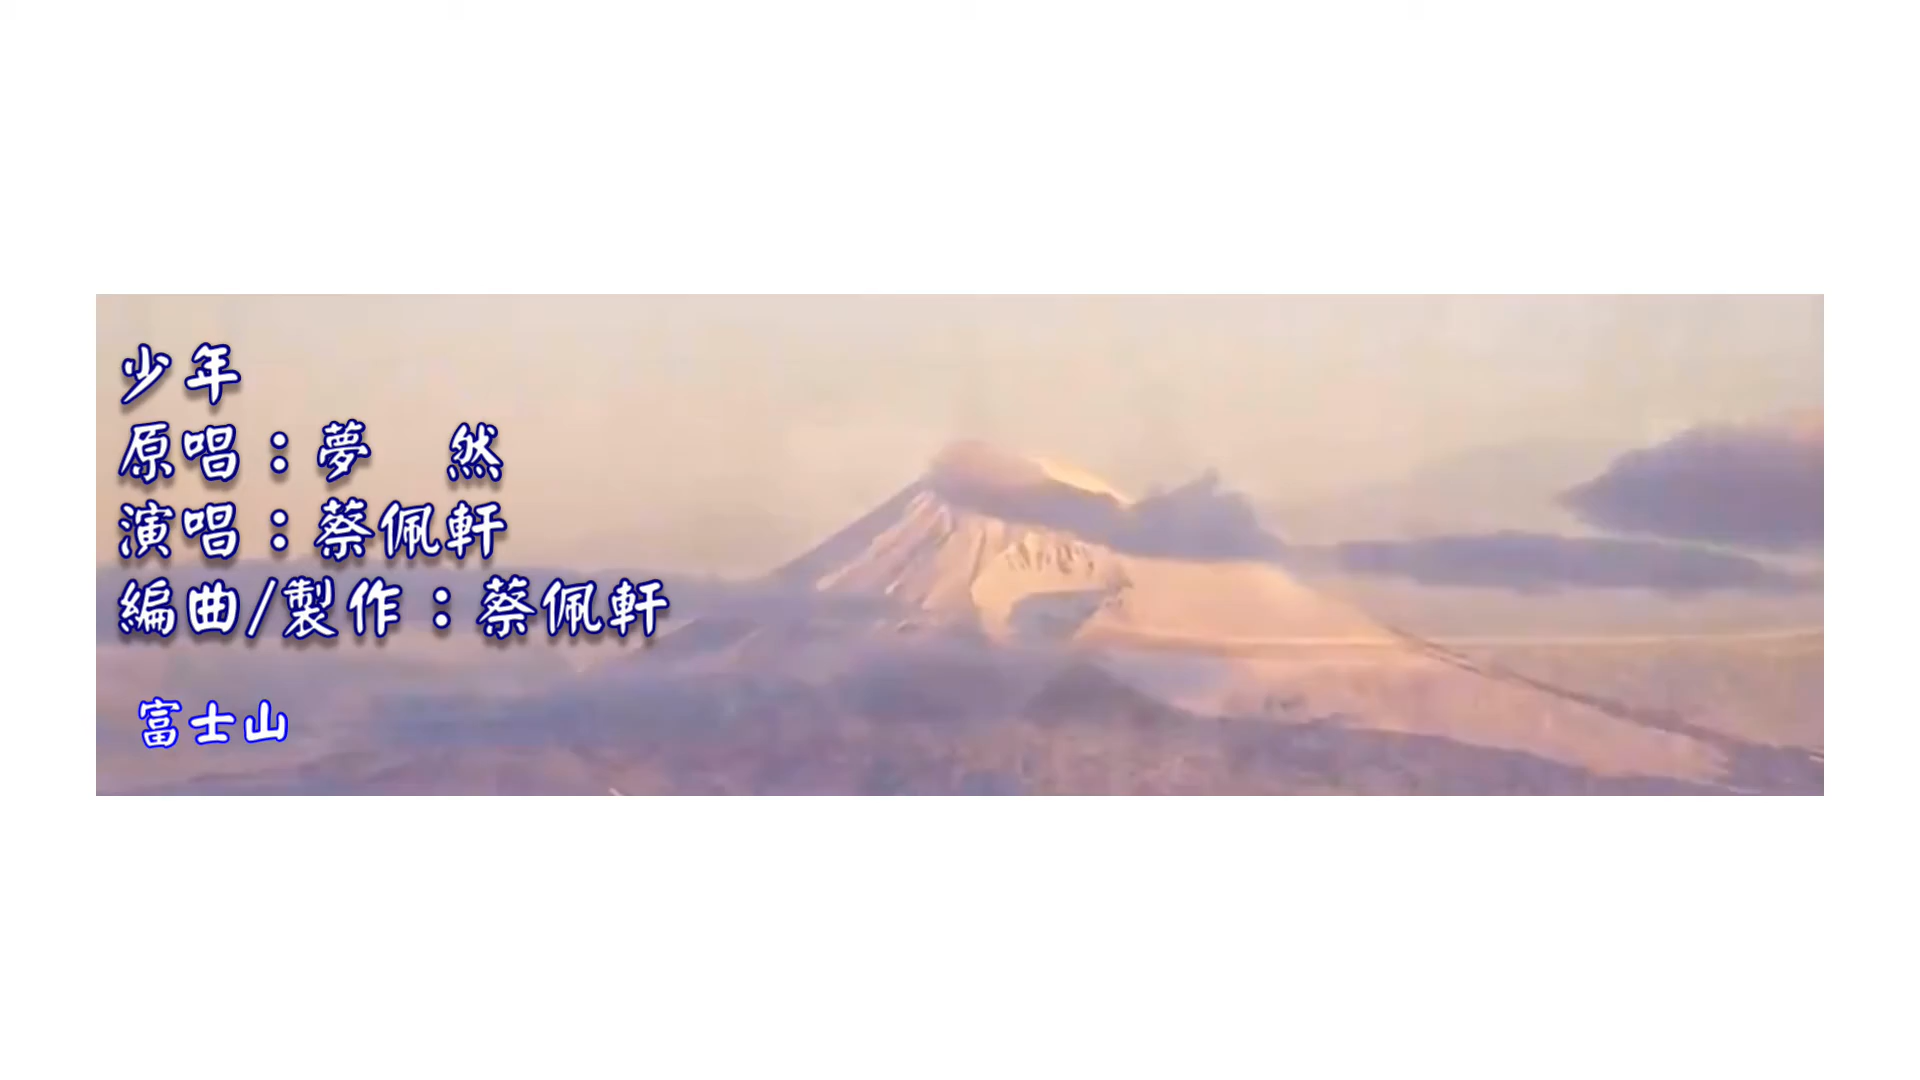 少年
原唱：夢　然
演唱：蔡佩軒
編曲/製作：蔡佩軒
富士山